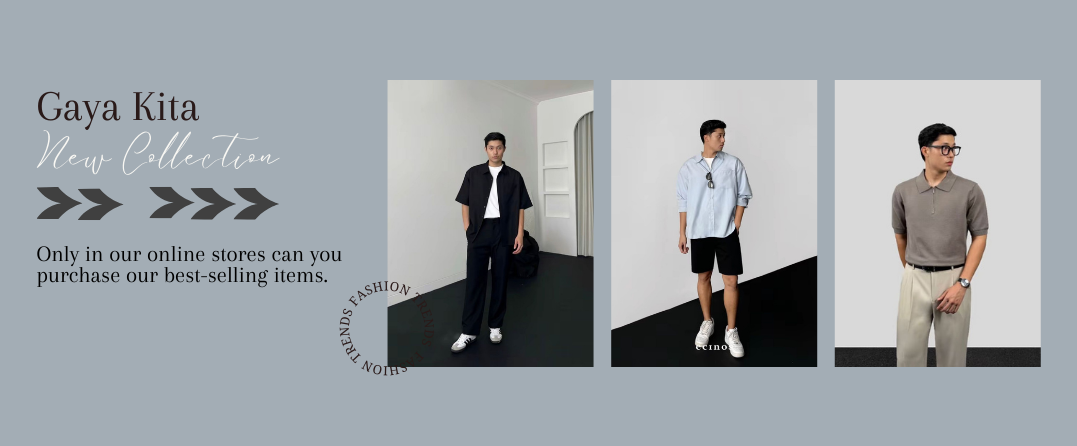 Gaya Kita
New Collection
Only in our online stores can you
purchase our best-selling items.
FASHION TRENDS FASHION TRENDS